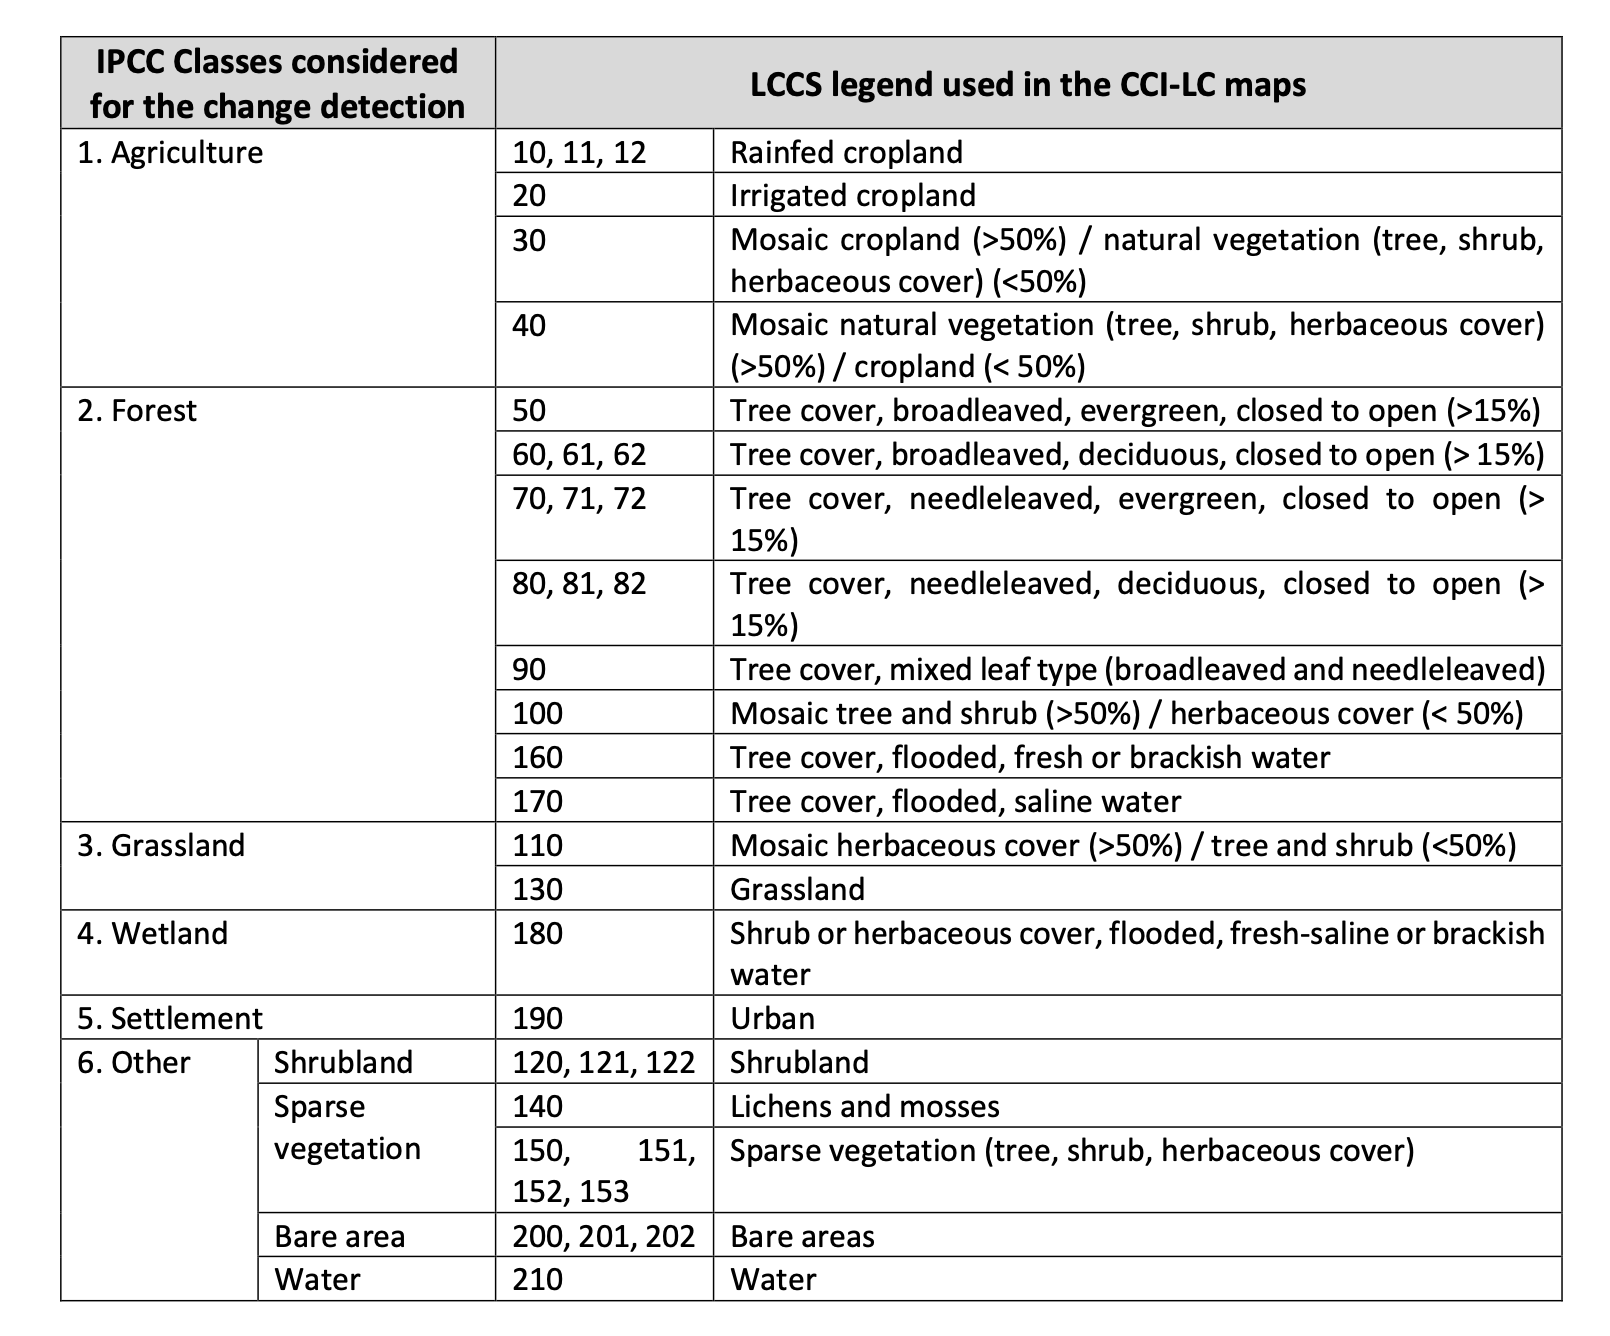 IPCC Classes considered
for the change detection
LCCS legend used in the CCI-LC maps
1. Agriculture
10, 11, 12
Rainfed cropland
20
Irrigated cropland
30
Mosaic cropland (>50%) / natural vegetation (tree, shrub,
herbaceous cover) (<50%)
40
Mosaic natural vegetation (tree, shrub, herbaceous cover)
(>50%) / cropland (< 50%)
2. Forest
50
Tree cover, broadleaved, evergreen, closed to open (>15%)
60, 61, 62
Tree cover, broadleaved, deciduous, closed to open (> 15%)
70, 71, 72
Tree cover, needleleaved, evergreen, closed to open (>
15%)
80, 81, 82
Tree cover, needleleaved, deciduous, closed to open (>
15%)
90
Tree cover, mixed leaf type (broadleaved and needleleaved)
100
Mosaic tree and shrub (>50%) / herbaceous cover (< 50%)
160
Tree cover, flooded, fresh or brackish water
170
Tree cover, flooded, saline water
3. Grassland
110
Mosaic herbaceous cover (>50%) / tree and shrub (<50%)
130
Grassland
4. Wetland
180
Shrub or herbaceous cover, flooded, fresh-saline or brackish
water
5. Settlement
190
Urban
6. Other
Shrubland
120, 121, 122
Shrubland
Sparse
vegetation
140
Lichens and mosses
150, 151,
152, 153
Sparse vegetation (tree, shrub, herbaceous cover)
Bare area
200, 201, 202
Bare areas
Water
210
Water